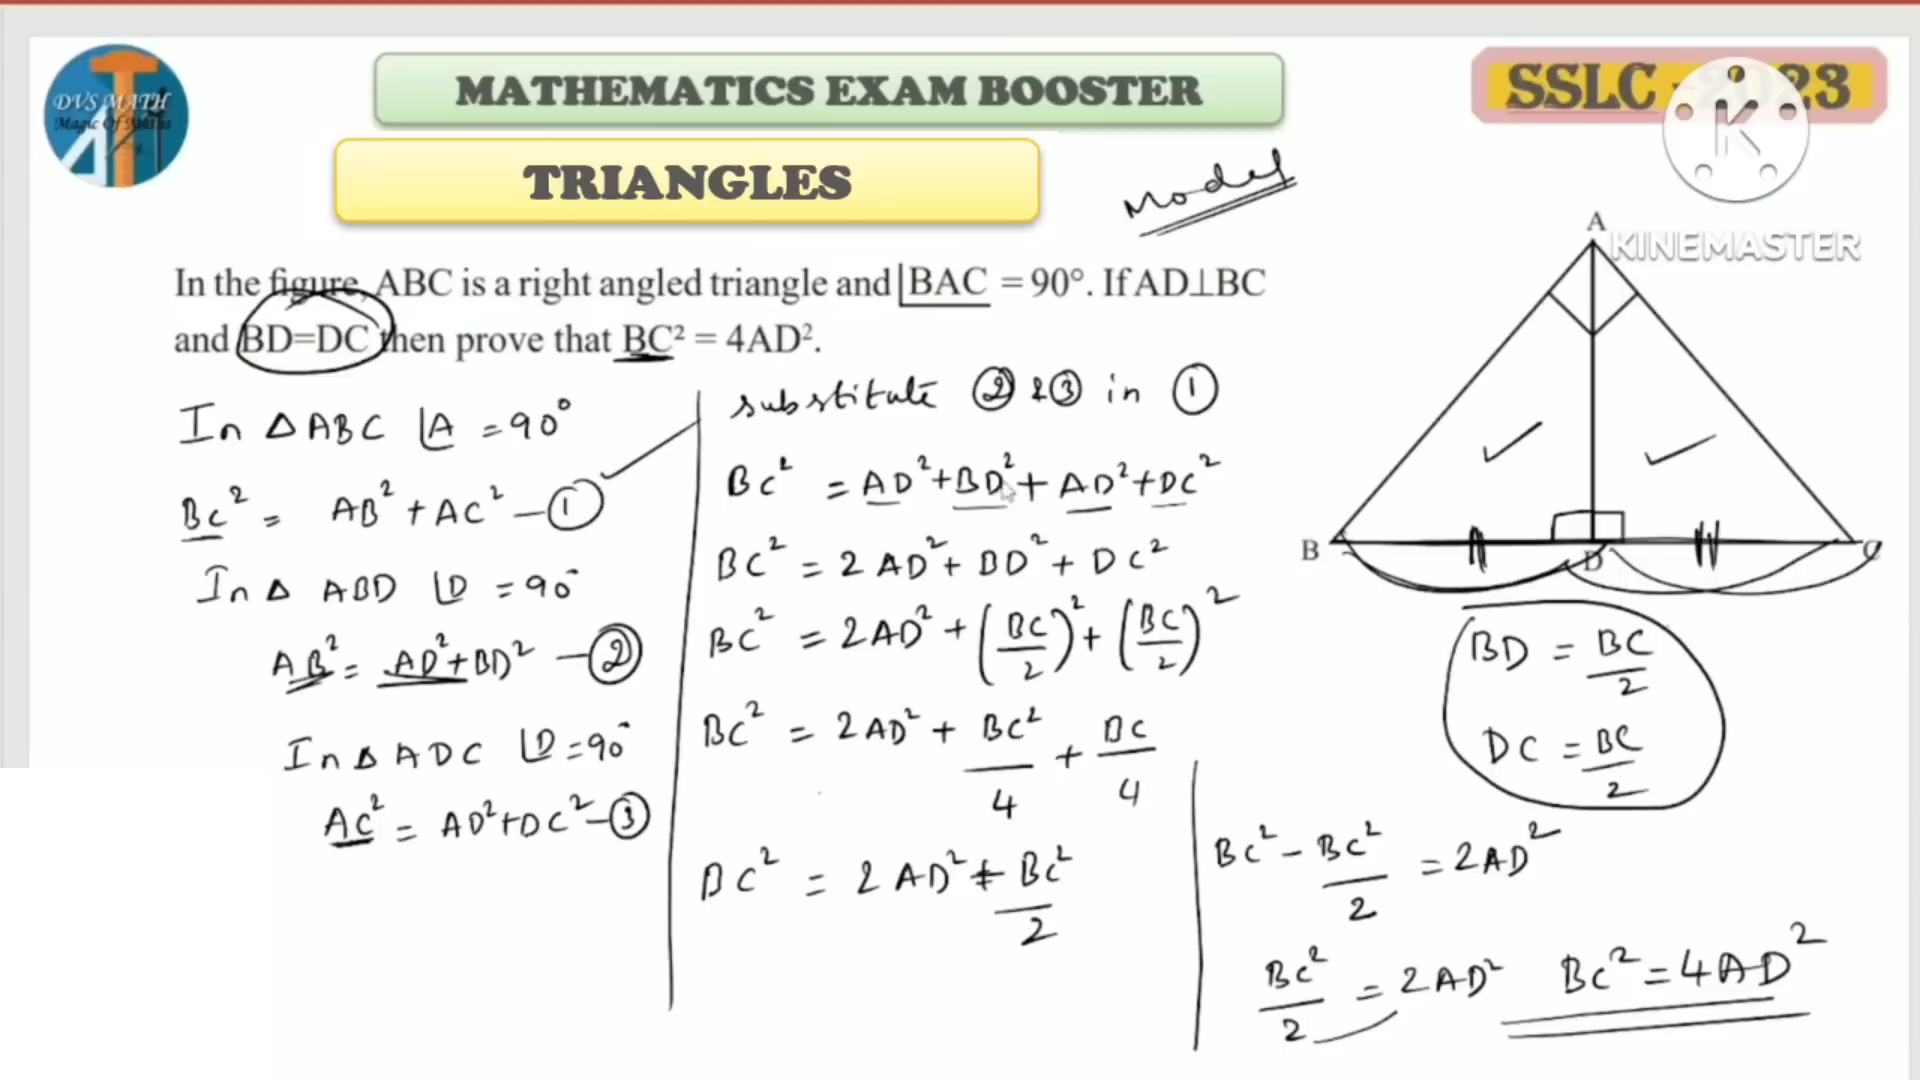 DVS MATH
Magic Of Maths
MATHEMATICS EXAM BOOSTER
SSLC -2023
K
KINEMASTER
TRIANGLES
Model
In the figure, ABC is a right angled triangle and ∟BAC = 90°. If AD⊥BC
and BD=DC then prove that BC² = 4AD².
In △ ABC ∟A = 90°
BC² = AB² + AC² — ①
In △ ABD ∟D = 90°
AB² = AD² + BD² — ②
In △ ADC ∟D = 90°
AC² = AD² + DC² — ③
substitute ② & ③ in ①
BC² = AD² + BD² + AD² + DC²
BC² = 2AD² + BD² + DC²
BC² = 2AD² + (BC/2)² + (BC/2)²
BC² = 2AD² + BC²/4 + BC/4
BC² = 2AD² + BC²/2
A
B
D
C
BD = BC/2
DC = BC/2
BC² - BC²/2 = 2AD²
BC²/2 = 2AD²
BC² = 4AD²